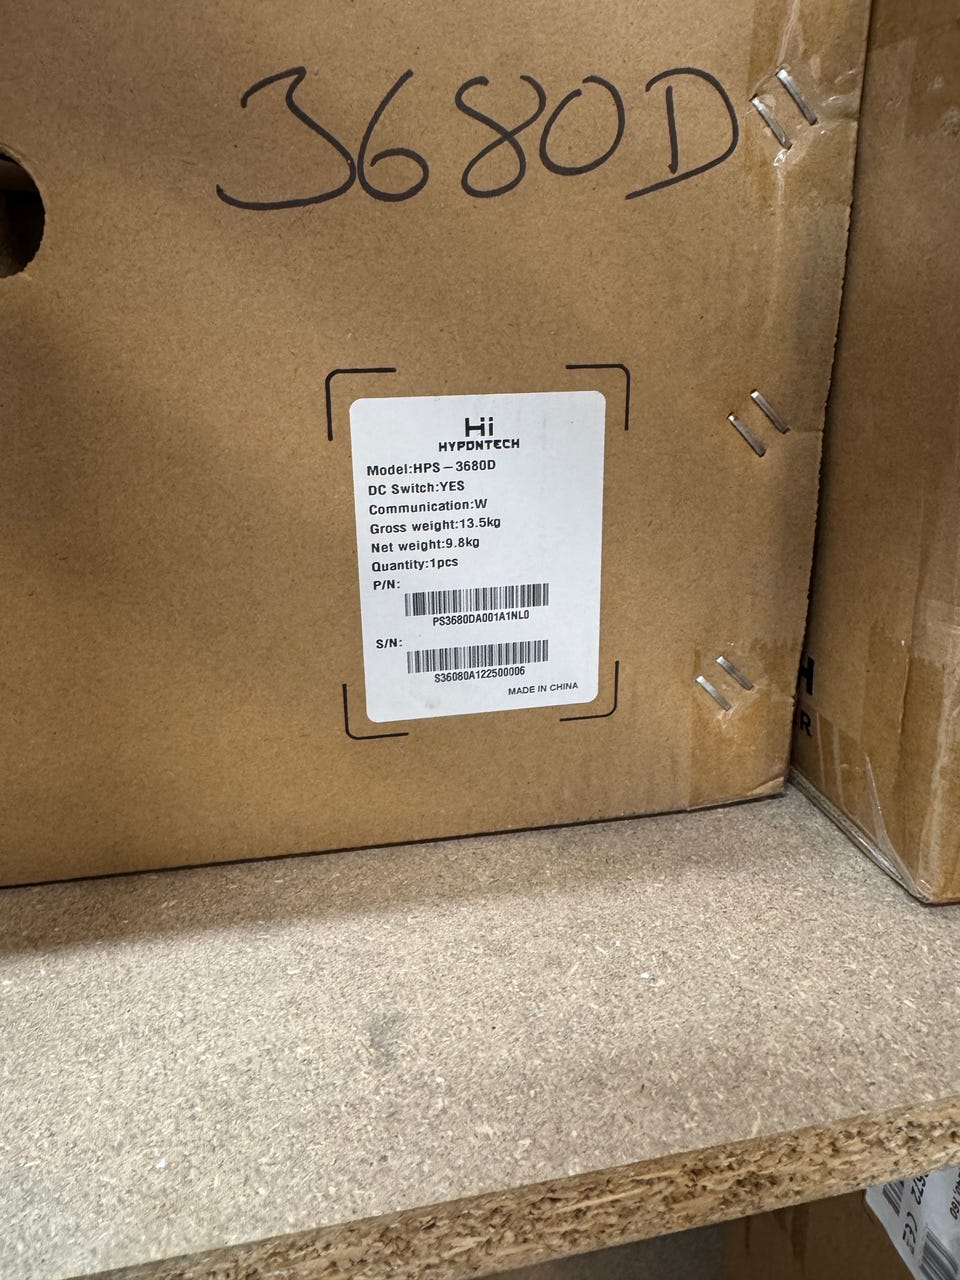 3680D
Hi
HYPONTECH
Model:HPS-3680D
DC Switch:YES
Communication:W
Gross weight:13.5kg
Net weight:9.8kg
Quantity:1pcs
P/N:
PS3680DA001A1NL0
S/N:
S36080A122500006
MADE IN CHINA
H
R